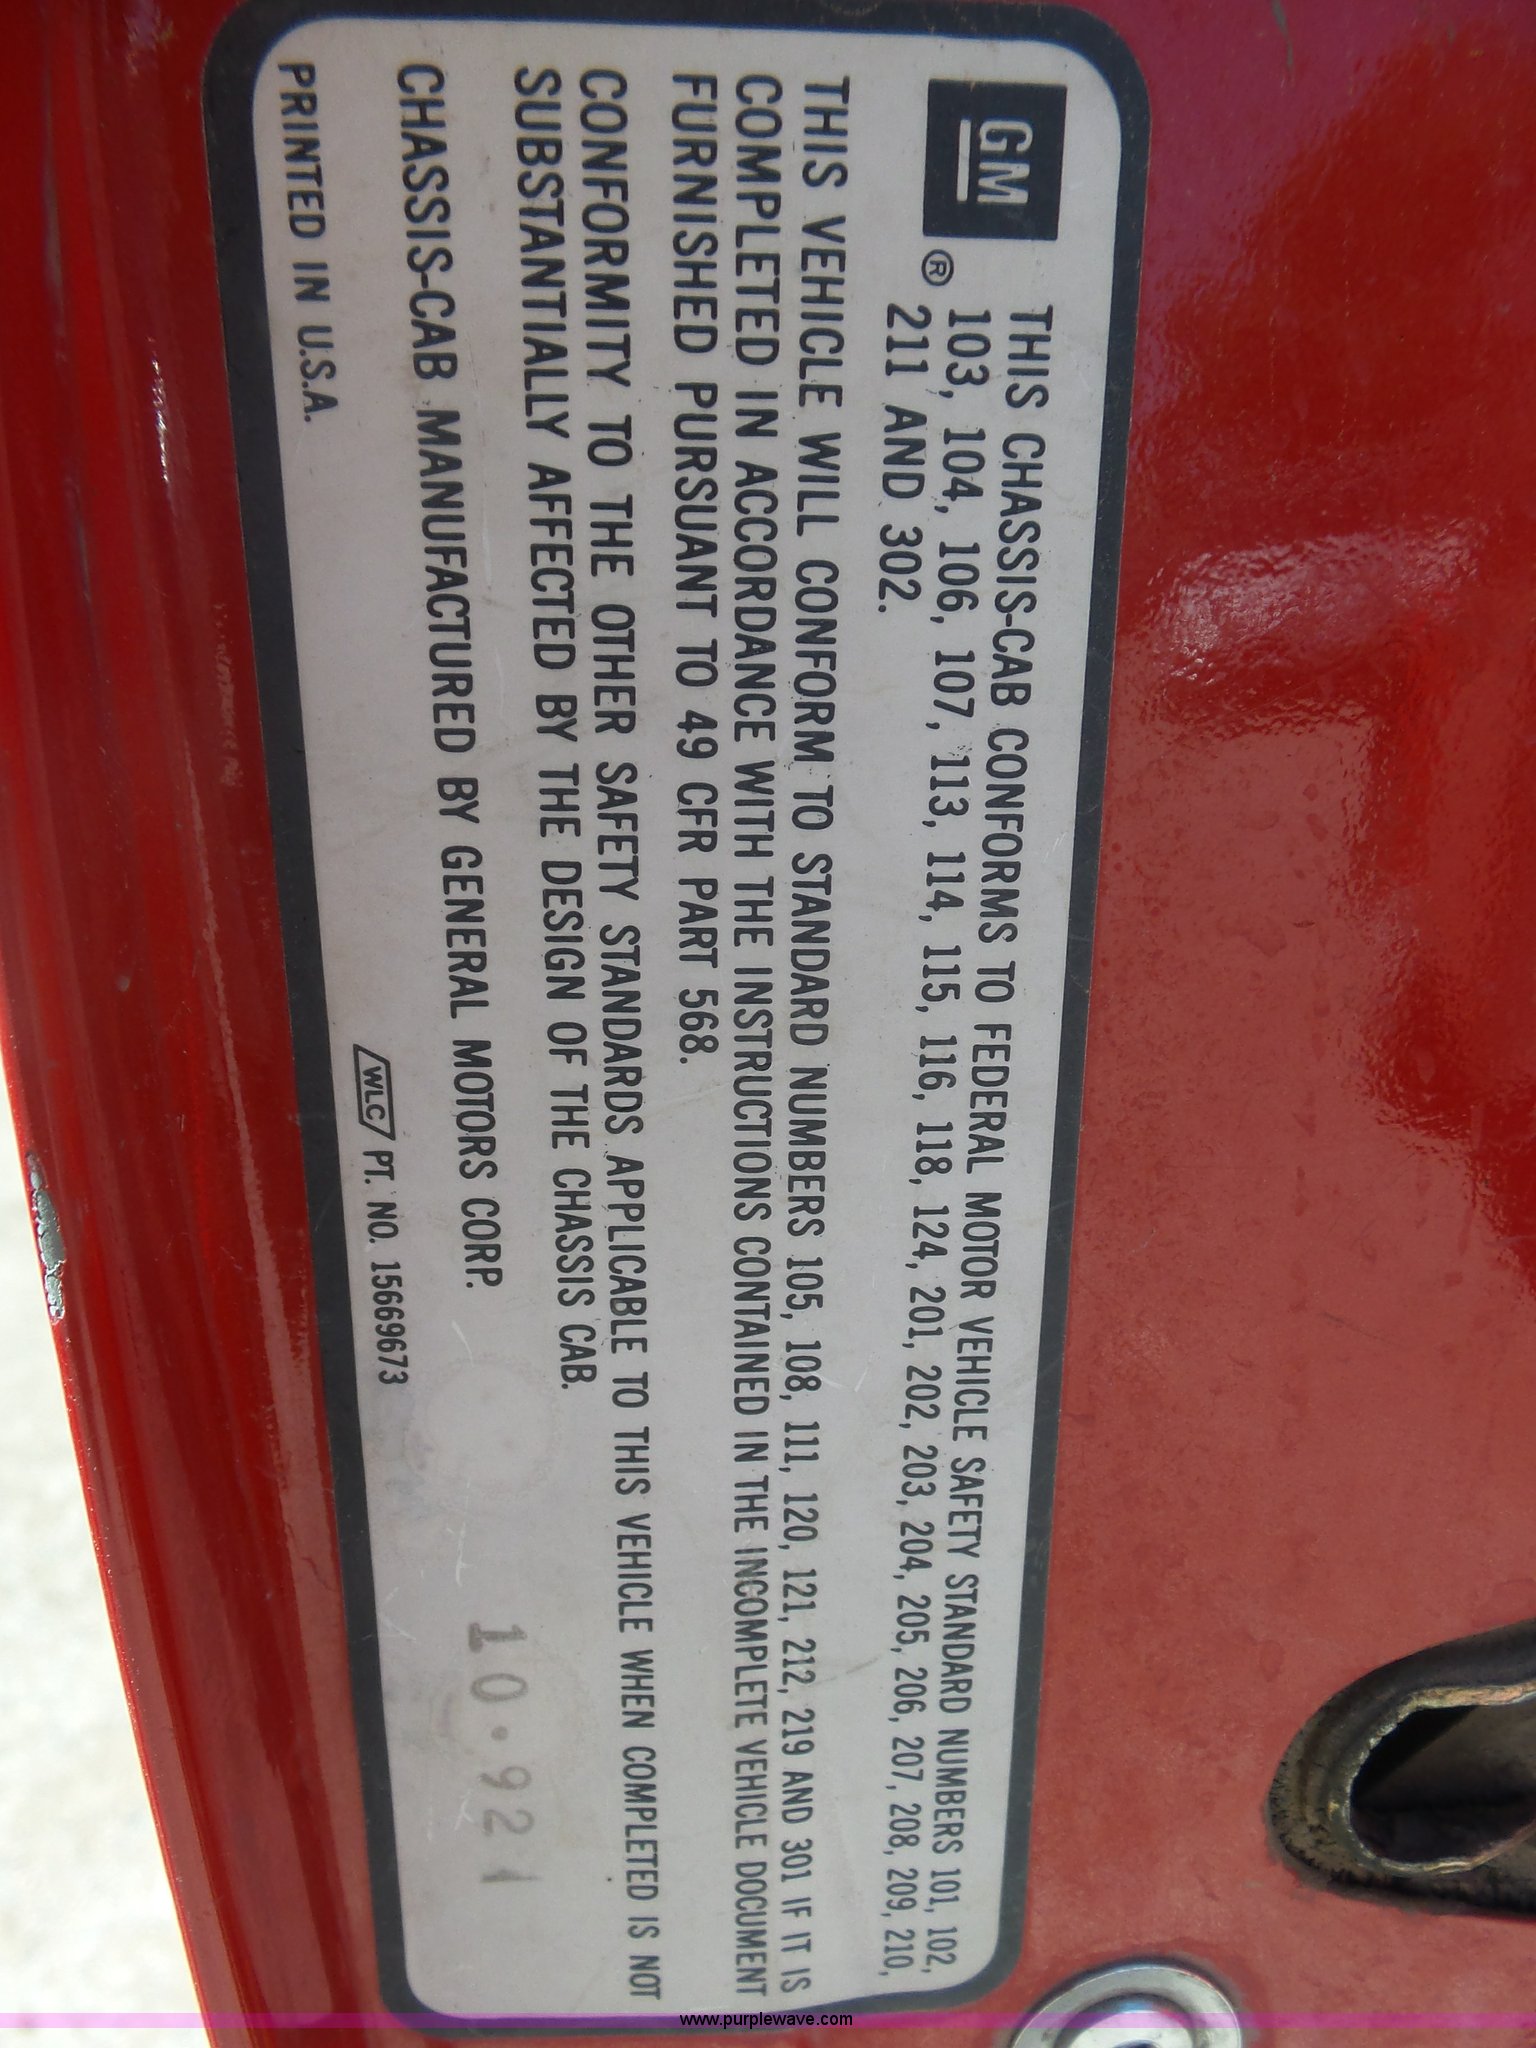 GM
®
THIS CHASSIS-CAB CONFORMS TO FEDERAL MOTOR VEHICLE SAFETY STANDARD NUMBERS 101, 102,
103, 104, 106, 107, 113, 114, 115, 116, 118, 124, 201, 202, 203, 204, 205, 206, 207, 208, 209, 210,
211 AND 302.
THIS VEHICLE WILL CONFORM TO STANDARD NUMBERS 105, 108, 111, 120, 121, 212, 219 AND 301 IF IT IS
COMPLETED IN ACCORDANCE WITH THE INSTRUCTIONS CONTAINED IN THE INCOMPLETE VEHICLE DOCUMENT
FURNISHED PURSUANT TO 49 CFR PART 568.
CONFORMITY TO THE OTHER SAFETY STANDARDS APPLICABLE TO THIS VEHICLE WHEN COMPLETED IS NOT
SUBSTANTIALLY AFFECTED BY THE DESIGN OF THE CHASSIS CAB.
CHASSIS-CAB MANUFACTURED BY GENERAL MOTORS CORP.
10·92
WLC PT. NO. 15669673
PRINTED IN U.S.A.
www.purplewave.com